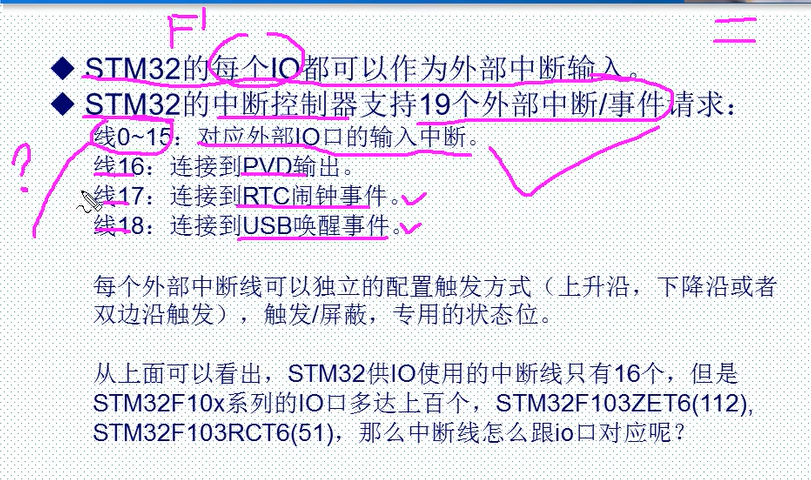 F1
◆ STM32的每个IO都可以作为外部中断输入。
◆ STM32的中断控制器支持19个外部中断/事件请求：
线0~15：对应外部IO口的输入中断。
?
线16：连接到PVD输出。
线17：连接到RTC闹钟事件。
线18：连接到USB唤醒事件。
每个外部中断线可以独立的配置触发方式（上升沿，下降沿或者
双边沿触发），触发/屏蔽，专用的状态位。
从上面可以看出，STM32供IO使用的中断线只有16个，但是
STM32F10x系列的IO口多达上百个，STM32F103ZET6(112),
STM32F103RCT6(51)，那么中断线怎么跟io口对应呢？